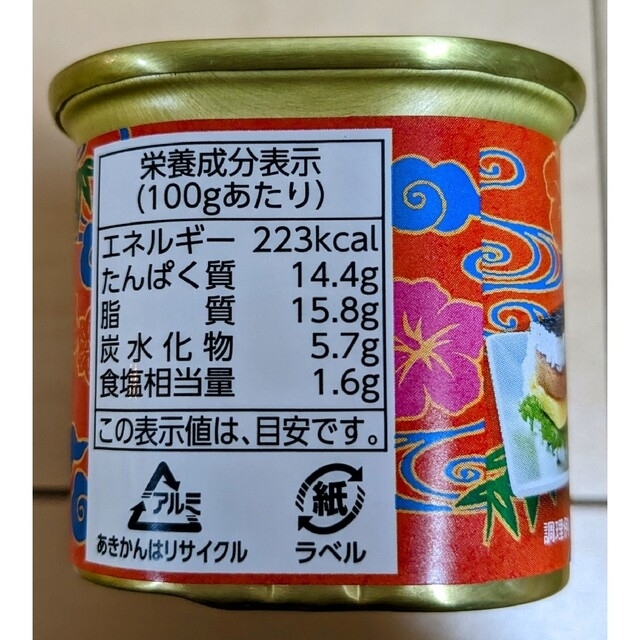 栄養成分表示
(100gあたり)
エネルギー 223kcal
たんぱく質 14.4g
脂質 15.8g
炭水化物 5.7g
食塩相当量 1.6g
この表示値は、目安です。
アルミ 紙
あきかんはリサイクル ラベル
調理例